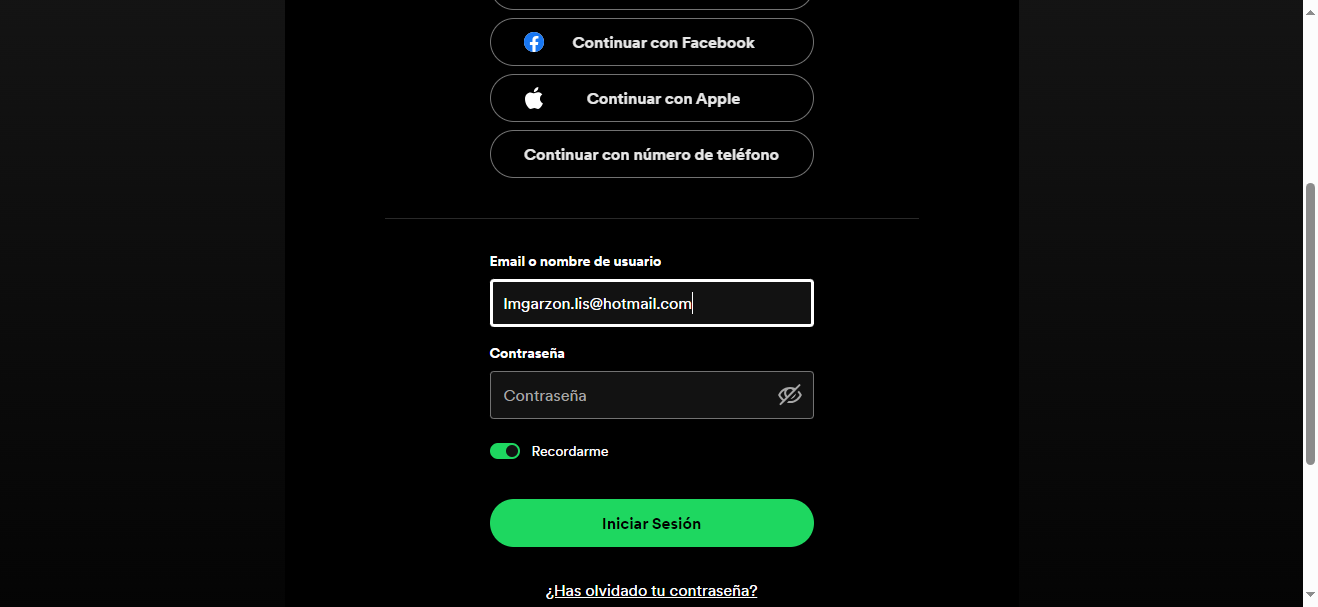 Continuar con Facebook
Continuar con Apple
Continuar con número de teléfono
Email o nombre de usuario
lmgarzon.lis@hotmail.com
Contraseña
Contraseña
Recordarme
Iniciar Sesión
¿Has olvidado tu contraseña?